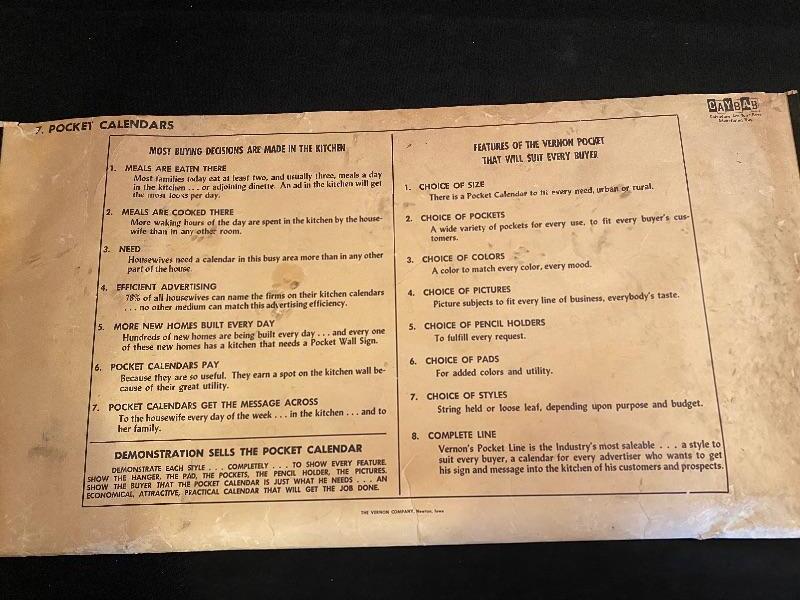 7. POCKET CALENDARS
CAYBAB
MOST BUYING DECISIONS ARE MADE IN THE KITCHEN
1. MEALS ARE EATEN THERE
Most families today eat at least two, and usually three, meals a day
in the kitchen . . . or adjoining dinette. An ad in the kitchen will get
the most looks per day.
2. MEALS ARE COOKED THERE
More waking hours of the day are spent in the kitchen by the house-
wife than in any other room.
3. NEED
Housewives need a calendar in this busy area more than in any other
part of the house.
4. EFFICIENT ADVERTISING
78% of all housewives can name the firms on their kitchen calendars
. . . no other medium can match this advertising efficiency.
5. MORE NEW HOMES BUILT EVERY DAY
Hundreds of new homes are being built every day . . . and every one
of these new homes has a kitchen that needs a Pocket Wall Sign.
6. POCKET CALENDARS PAY
Because they are so useful. They earn a spot on the kitchen wall be-
cause of their great utility.
7. POCKET CALENDARS GET THE MESSAGE ACROSS
To the housewife every day of the week . . . in the kitchen . . . and to
her family.
DEMONSTRATION SELLS THE POCKET CALENDAR
DEMONSTRATE EACH STYLE . . . COMPLETELY . . . TO SHOW EVERY FEATURE.
SHOW THE HANGER, THE PAD, THE POCKETS, THE PENCIL HOLDER, THE PICTURES.
SHOW THE BUYER THAT THE POCKET CALENDAR IS JUST WHAT HE NEEDS . . . AN
ECONOMICAL, ATTRACTIVE, PRACTICAL CALENDAR THAT WILL GET THE JOB DONE.
FEATURES OF THE VERNON POCKET
THAT WILL SUIT EVERY BUYER
1. CHOICE OF SIZE
There is a Pocket Calendar to fit every need, urban or rural.
2. CHOICE OF POCKETS
A wide variety of pockets for every use, to fit every buyer's cus-
tomers.
3. CHOICE OF COLORS
A color to match every color, every mood.
4. CHOICE OF PICTURES
Picture subjects to fit every line of business, everybody's taste.
5. CHOICE OF PENCIL HOLDERS
To fulfill every request.
6. CHOICE OF PADS
For added colors and utility.
7. CHOICE OF STYLES
String held or loose leaf, depending upon purpose and budget.
8. COMPLETE LINE
Vernon's Pocket Line is the Industry's most saleable . . . a style to
suit every buyer, a calendar for every advertiser who wants to get
his sign and message into the kitchen of his customers and prospects.
THE VERNON COMPANY, Newton, Iowa